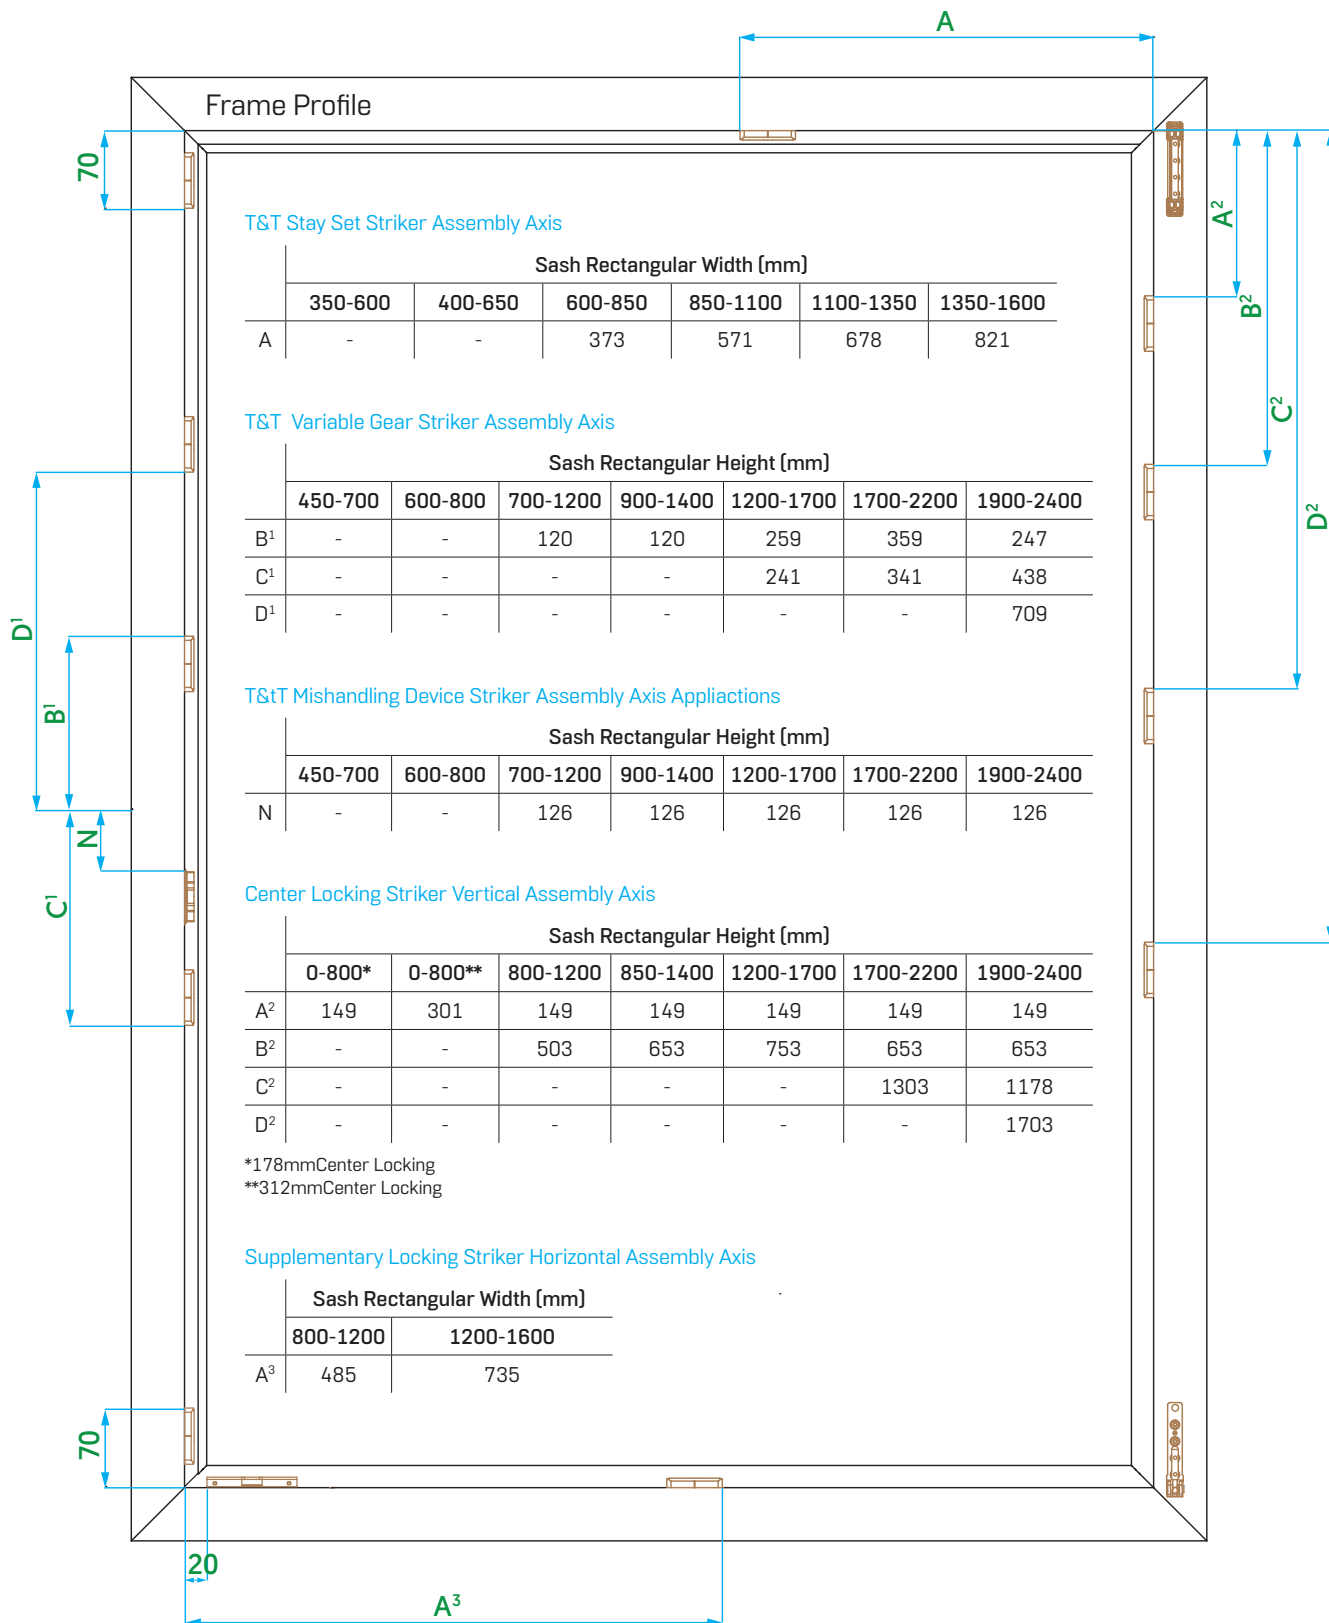 A
Frame Profile
70
A²
B²
C²
D²
T&T Stay Set Striker Assembly Axis
Sash Rectangular Width (mm)
350-600 400-650 600-850 850-1100 1100-1350 1350-1600
A - - 373 571 678 821
T&T Variable Gear Striker Assembly Axis
Sash Rectangular Height (mm)
450-700 600-800 700-1200 900-1400 1200-1700 1700-2200 1900-2400
B¹ - - 120 120 259 359 247
C¹ - - - - 241 341 438
D¹ - - - - - - 709
D¹
B¹
N
C¹
T&tT Mishandling Device Striker Assembly Axis Appliactions
Sash Rectangular Height (mm)
450-700 600-800 700-1200 900-1400 1200-1700 1700-2200 1900-2400
N - - 126 126 126 126 126
Center Locking Striker Vertical Assembly Axis
Sash Rectangular Height (mm)
0-800* 0-800** 800-1200 850-1400 1200-1700 1700-2200 1900-2400
A² 149 301 149 149 149 149 149
B² - - 503 653 753 653 653
C² - - - - - 1303 1178
D² - - - - - - 1703
*178mmCenter Locking
**312mmCenter Locking
Supplementary Locking Striker Horizontal Assembly Axis
Sash Rectangular Width (mm)
800-1200 1200-1600
A³ 485 735
70
20
A³